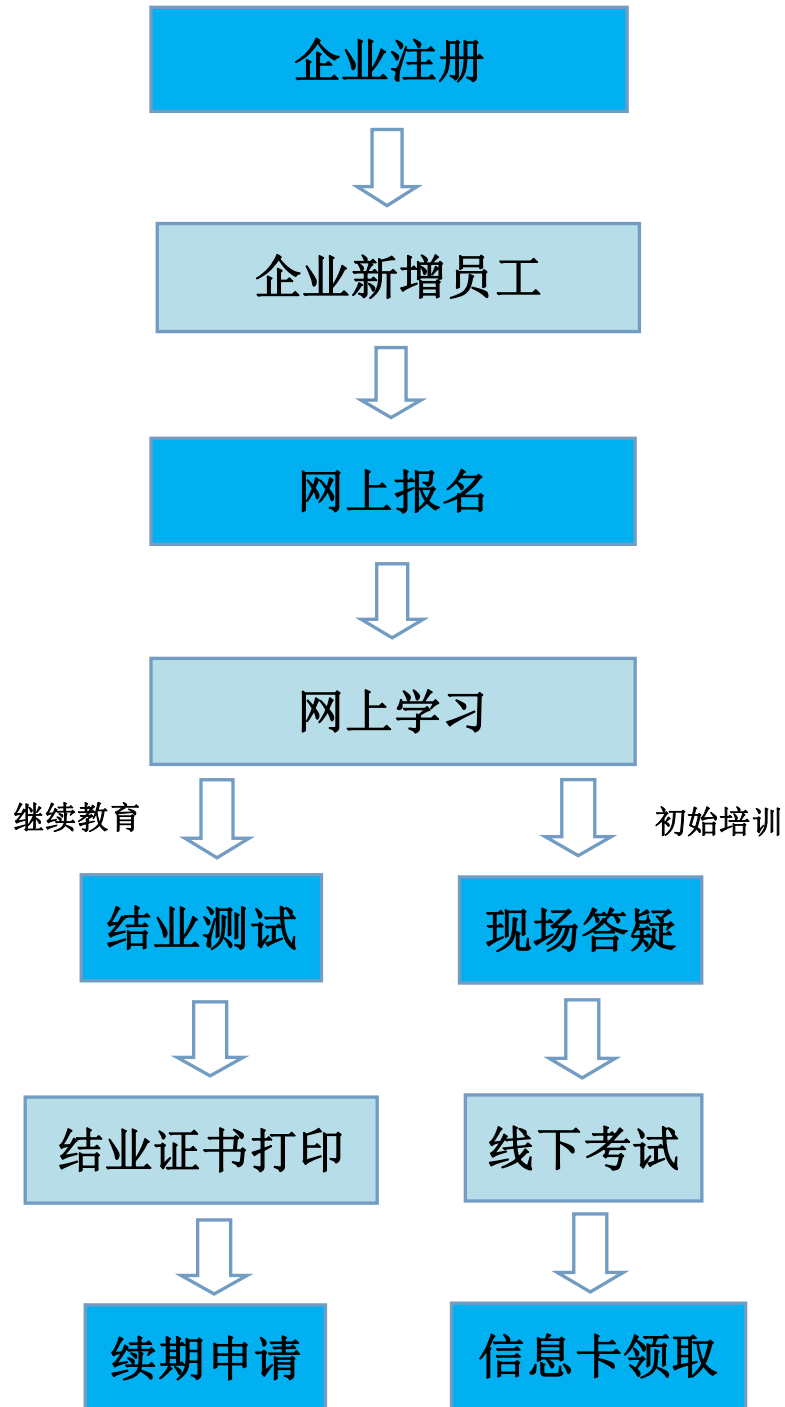 企业注册
企业新增员工
网上报名
网上学习
继续教育
初始培训
结业测试
现场答疑
结业证书打印
线下考试
续期申请
信息卡领取